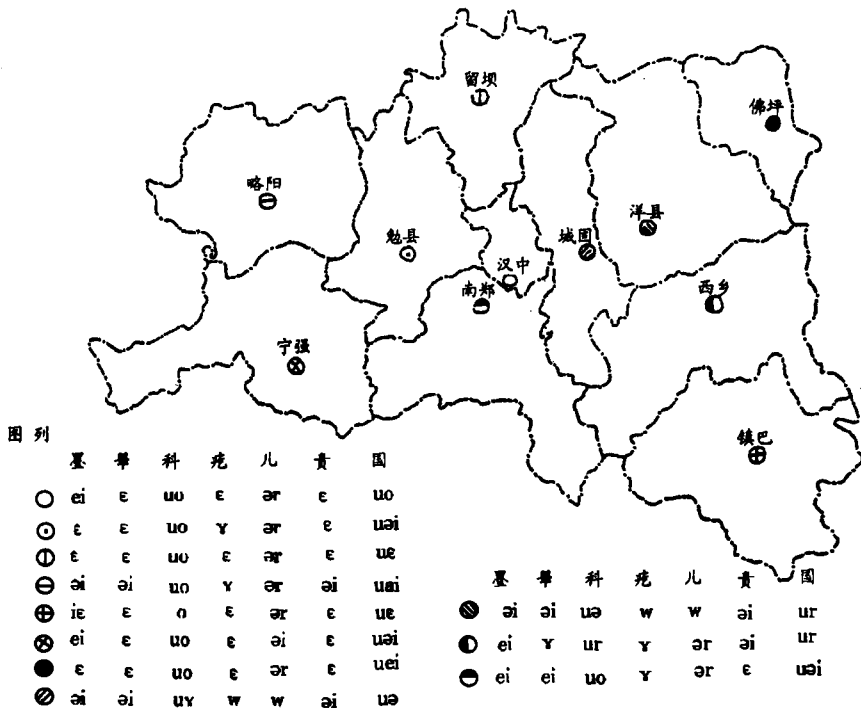 留坝
佛坪
略阳
洋县
勉县
城固
汉中
南郑
西乡
宁强
镇巴
图列
墨 科 疙 儿 国
ei ɛ uo ɛ ər ɛ uo
ɛ ɛ uo ɤ ər ɛ uəi
ɛ ɛ uo ɛ ər ɛ uɛ
əi əi uo ɤ ər əi uəi
iɛ ɛ o ɛ ər ɛ uɛ
ei ɛ uo ɛ əi ɛ uəi
ɛ ɛ uo ɛ ər ɛ uei
əi əi uɤ w w əi uə
墨 科 疙 儿 国
əi əi uə w w əi ur
ei ɤ ur ɤ ər əi ur
ei ei uo ɤ ər ɛ uəi